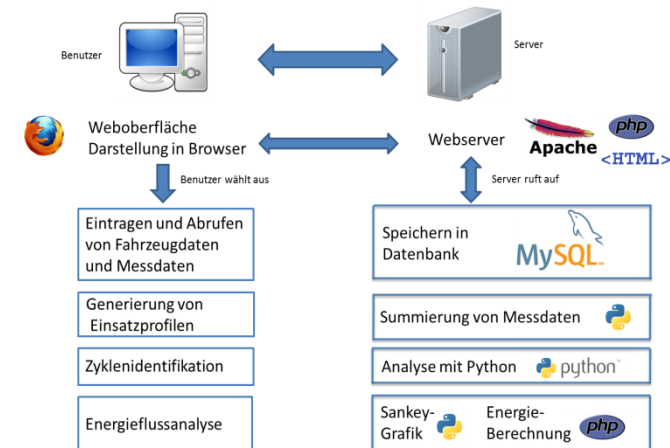 Benutzer
Server
Weboberfläche
Darstellung in Browser
Webserver
Apache
php
<HTML>
Benutzer wählt aus
Server ruft auf
Eintragen und Abrufen
von Fahrzeugdaten
und Messdaten
Speichern in
Datenbank
MySQL
Generierung von
Einsatzprofilen
Summierung von Messdaten
Zyklenidentifikation
Analyse mit Python
python
Energieflussanalyse
Sankey-
Grafik
Energie-
Berechnung
php